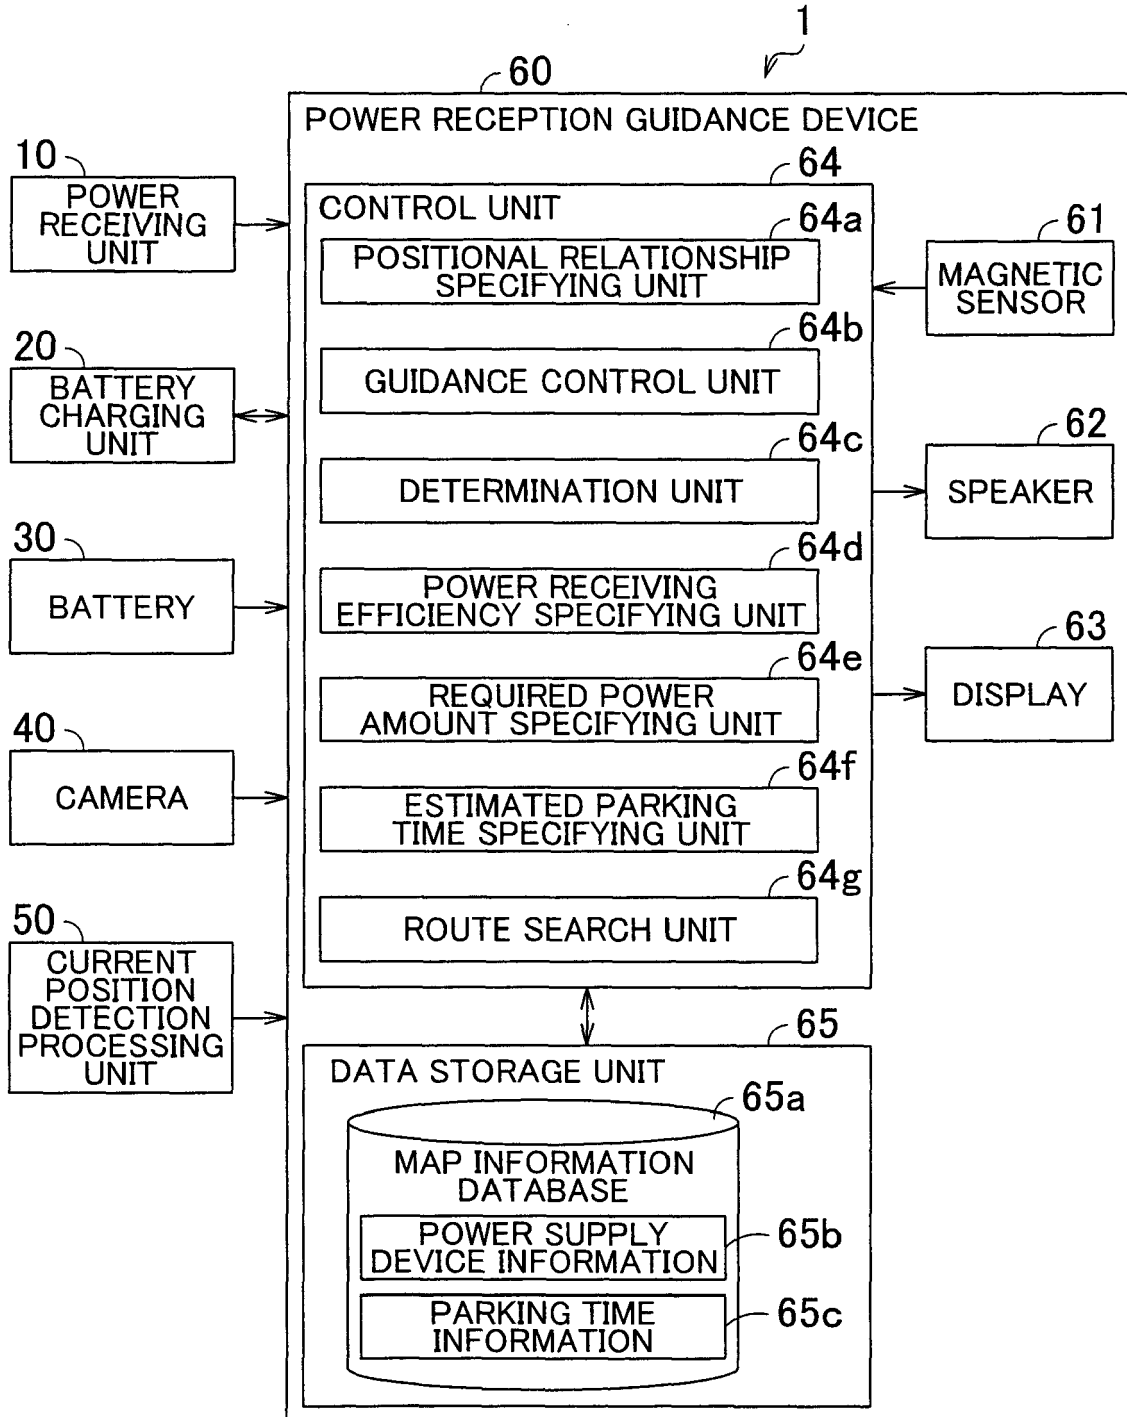 1
60
POWER RECEPTION GUIDANCE DEVICE
10
POWER
RECEIVING
UNIT
20
BATTERY
CHARGING
UNIT
30
BATTERY
40
CAMERA
50
CURRENT
POSITION
DETECTION
PROCESSING
UNIT
64
CONTROL UNIT
64a
POSITIONAL RELATIONSHIP
SPECIFYING UNIT
64b
GUIDANCE CONTROL UNIT
64c
DETERMINATION UNIT
64d
POWER RECEIVING
EFFICIENCY SPECIFYING UNIT
64e
REQUIRED POWER
AMOUNT SPECIFYING UNIT
64f
ESTIMATED PARKING
TIME SPECIFYING UNIT
64g
ROUTE SEARCH UNIT
61
MAGNETIC
SENSOR
62
SPEAKER
63
DISPLAY
65
DATA STORAGE UNIT
65a
MAP INFORMATION
DATABASE
POWER SUPPLY
DEVICE INFORMATION
65b
PARKING TIME
INFORMATION
65c